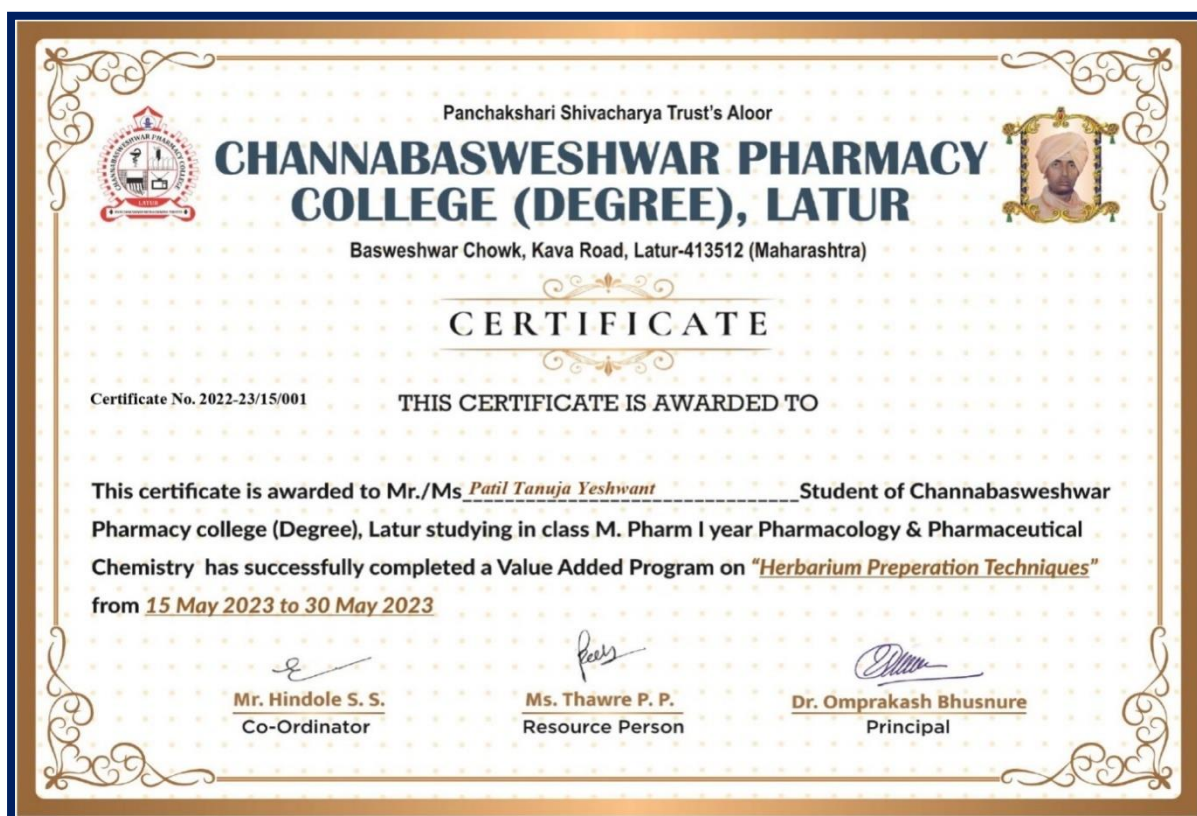 Panchakshari Shivacharya Trust's Aloor
CHANNABASWESHWAR PHARMACY
COLLEGE (DEGREE), LATUR
Basweshwar Chowk, Kava Road, Latur-413512 (Maharashtra)
CHANNABASWESHWAR PHARMACY COLLEGE
LATUR
CERTIFICATE
Certificate No. 2022-23/15/001
THIS CERTIFICATE IS AWARDED TO
This certificate is awarded to Mr./Ms Patil Tanuja Yeshwant Student of Channabasweshwar
Pharmacy college (Degree), Latur studying in class M. Pharm I year Pharmacology & Pharmaceutical
Chemistry has successfully completed a Value Added Program on "Herbarium Preperation Techniques"
from 15 May 2023 to 30 May 2023
Mr. Hindole S. S.
Co-Ordinator
Ms. Thawre P. P.
Resource Person
Dr. Omprakash Bhusnure
Principal